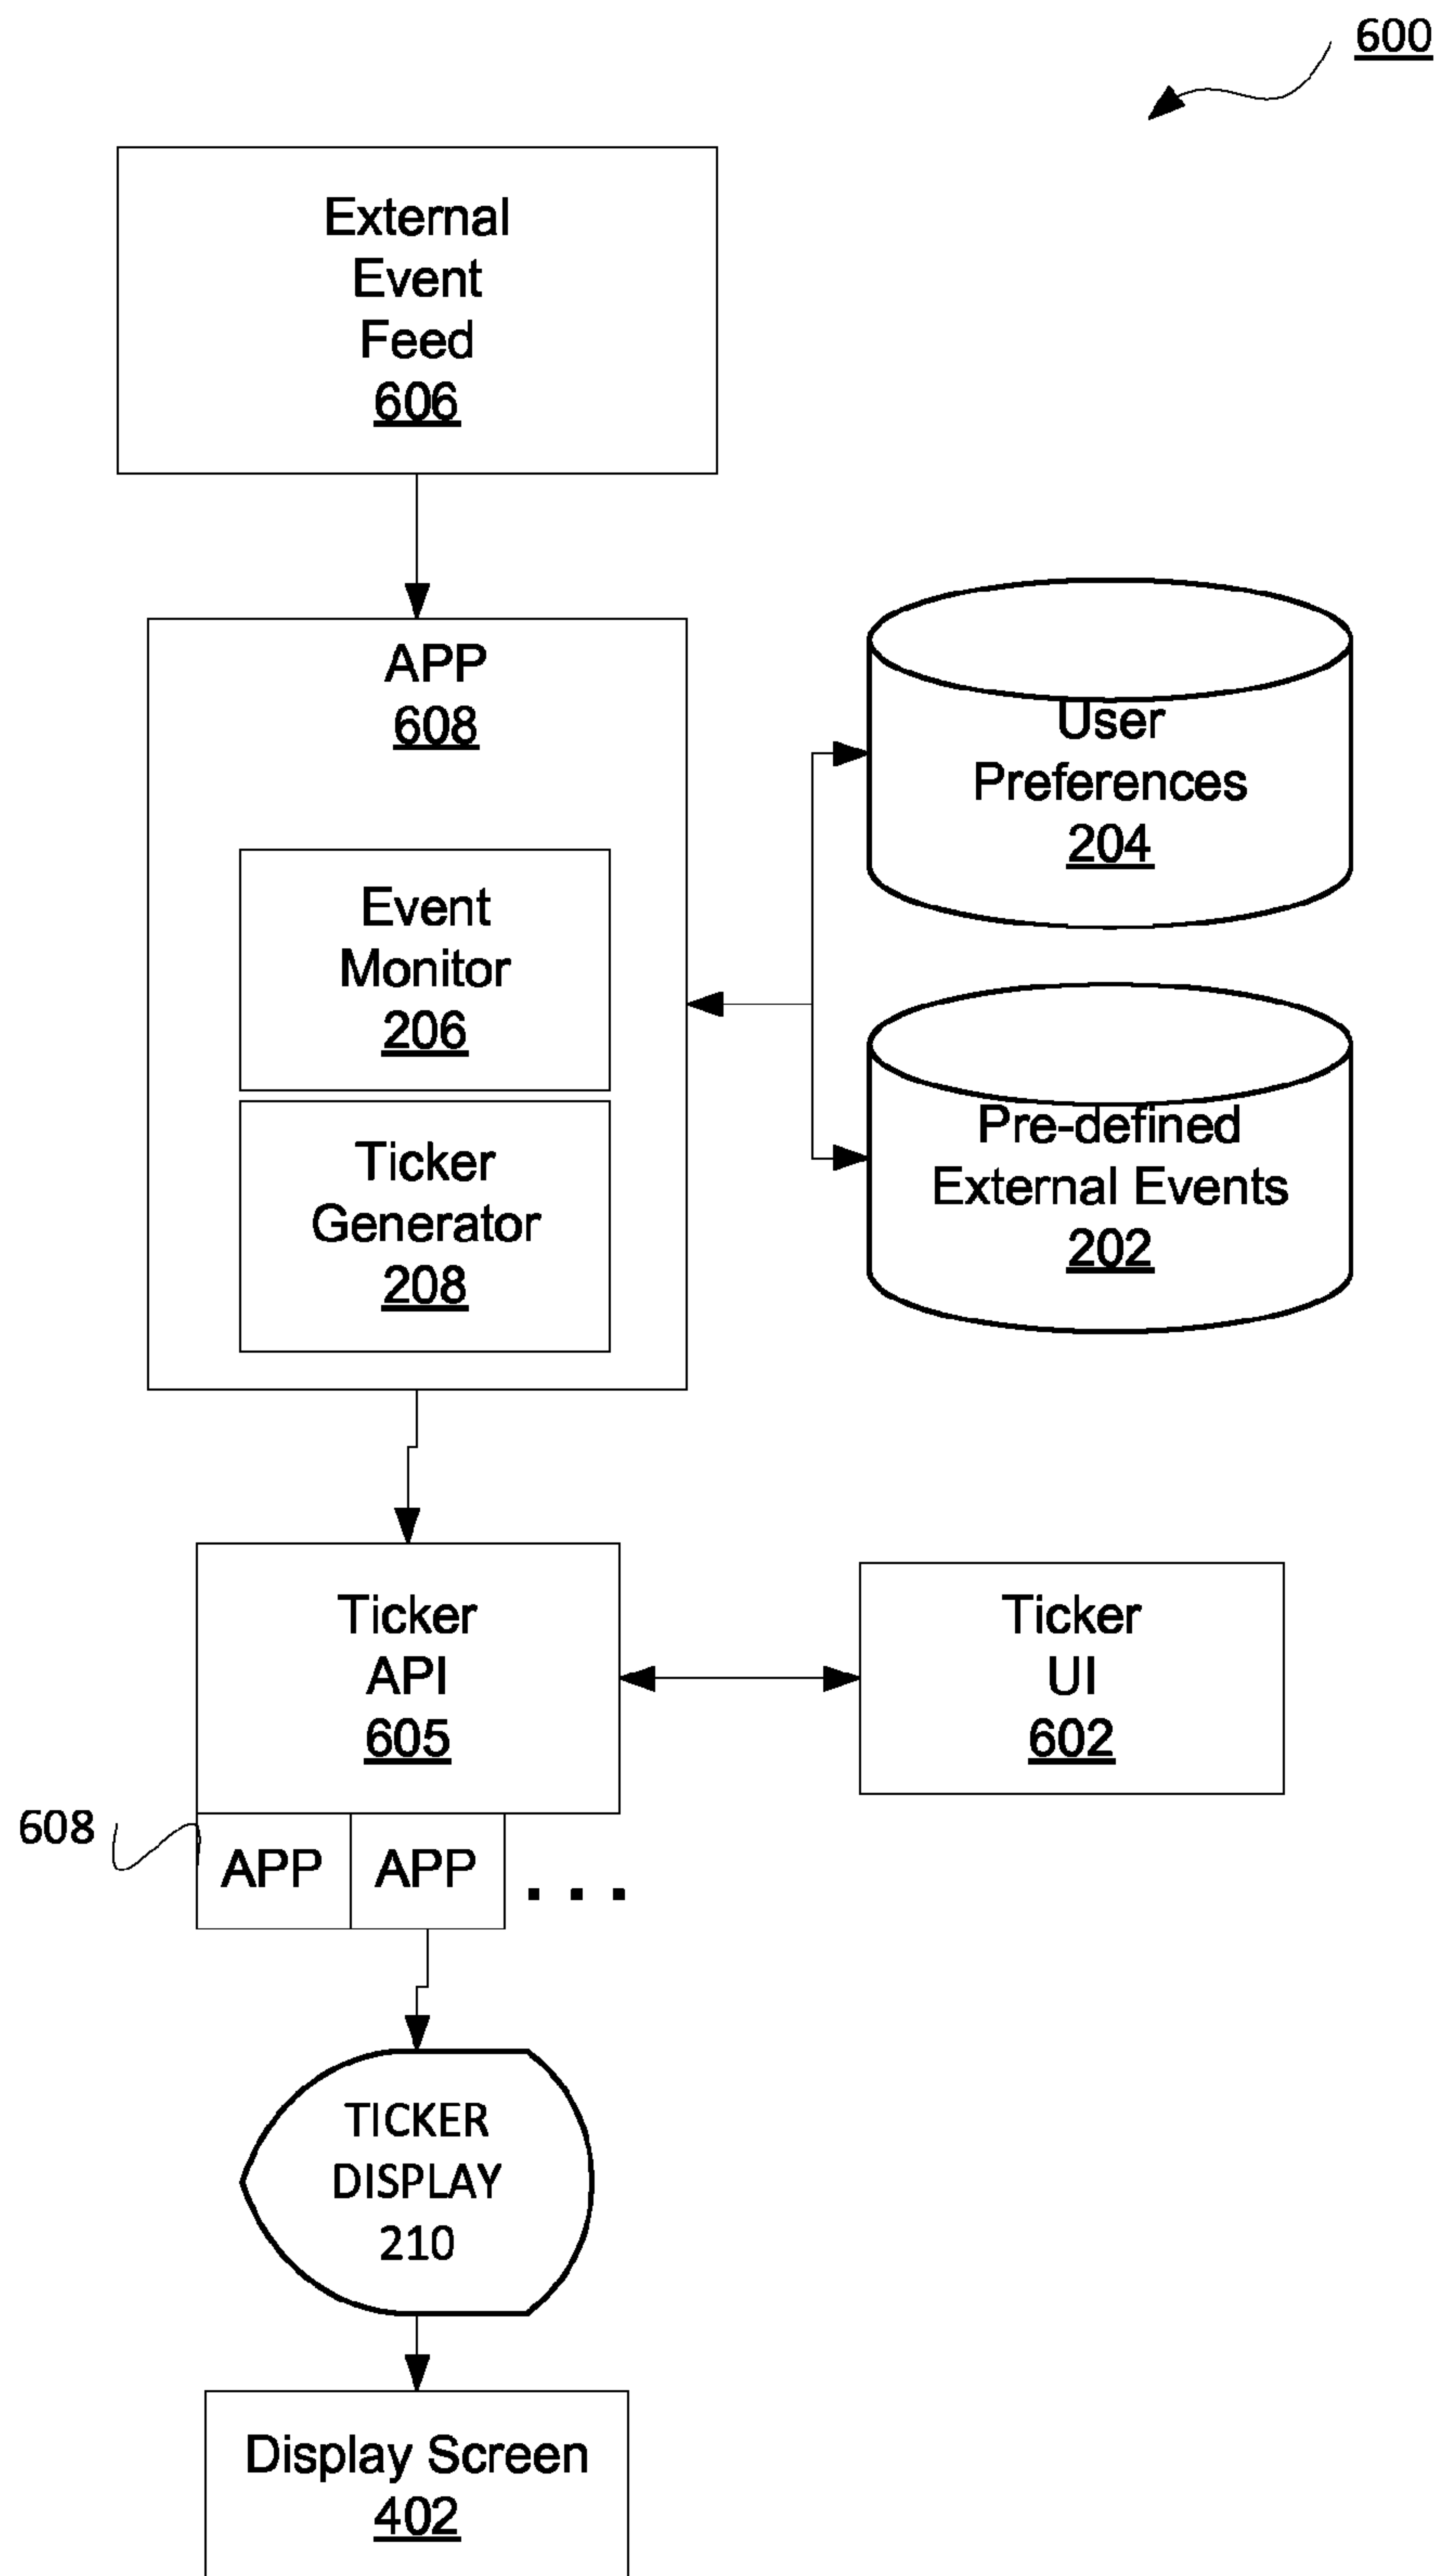 600
External
Event
Feed
606
APP
608
Event
Monitor
206
Ticker
Generator
208
User
Preferences
204
Pre-defined
External Events
202
Ticker
API
605
Ticker
UI
602
608
APP APP ...
TICKER
DISPLAY
210
Display Screen
402